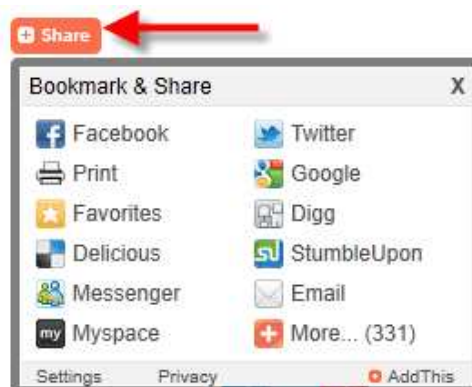 Share
Bookmark & Share X
Facebook Twitter
Print Google
Favorites Digg
Delicious StumbleUpon
Messenger Email
my Myspace More... (331)
Settings Privacy AddThis